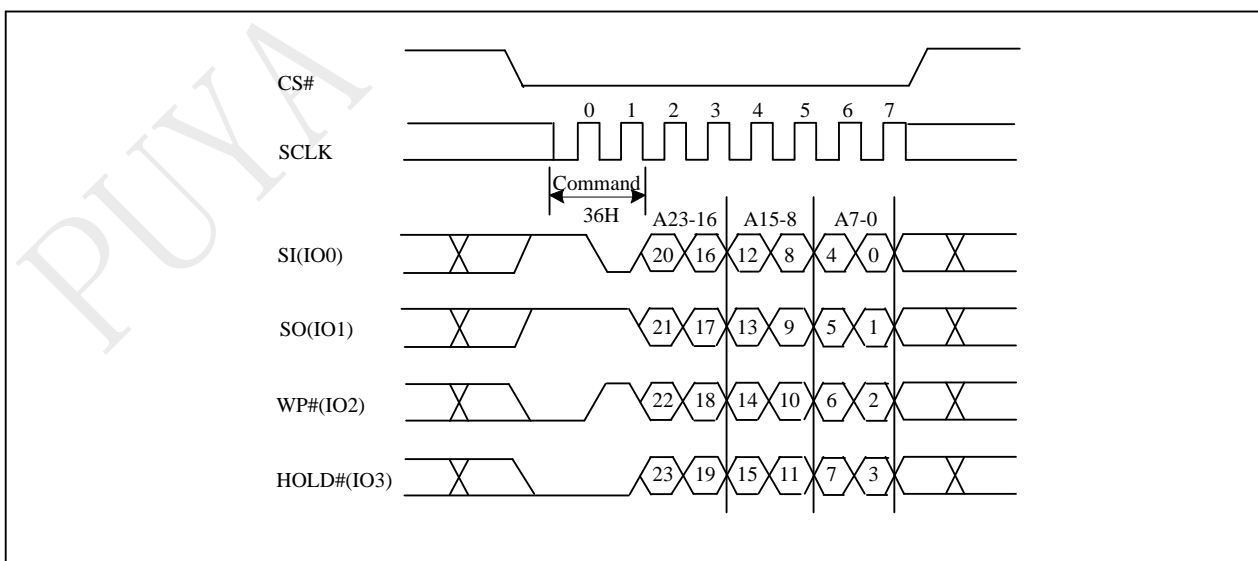 PUYA
CS#
0 1 2 3 4 5 6 7
SCLK
Command
36H
A23-16 A15-8 A7-0
SI(IO0) 20 16 12 8 4 0
SO(IO1) 21 17 13 9 5 1
WP#(IO2) 22 18 14 10 6 2
HOLD#(IO3) 23 19 15 11 7 3